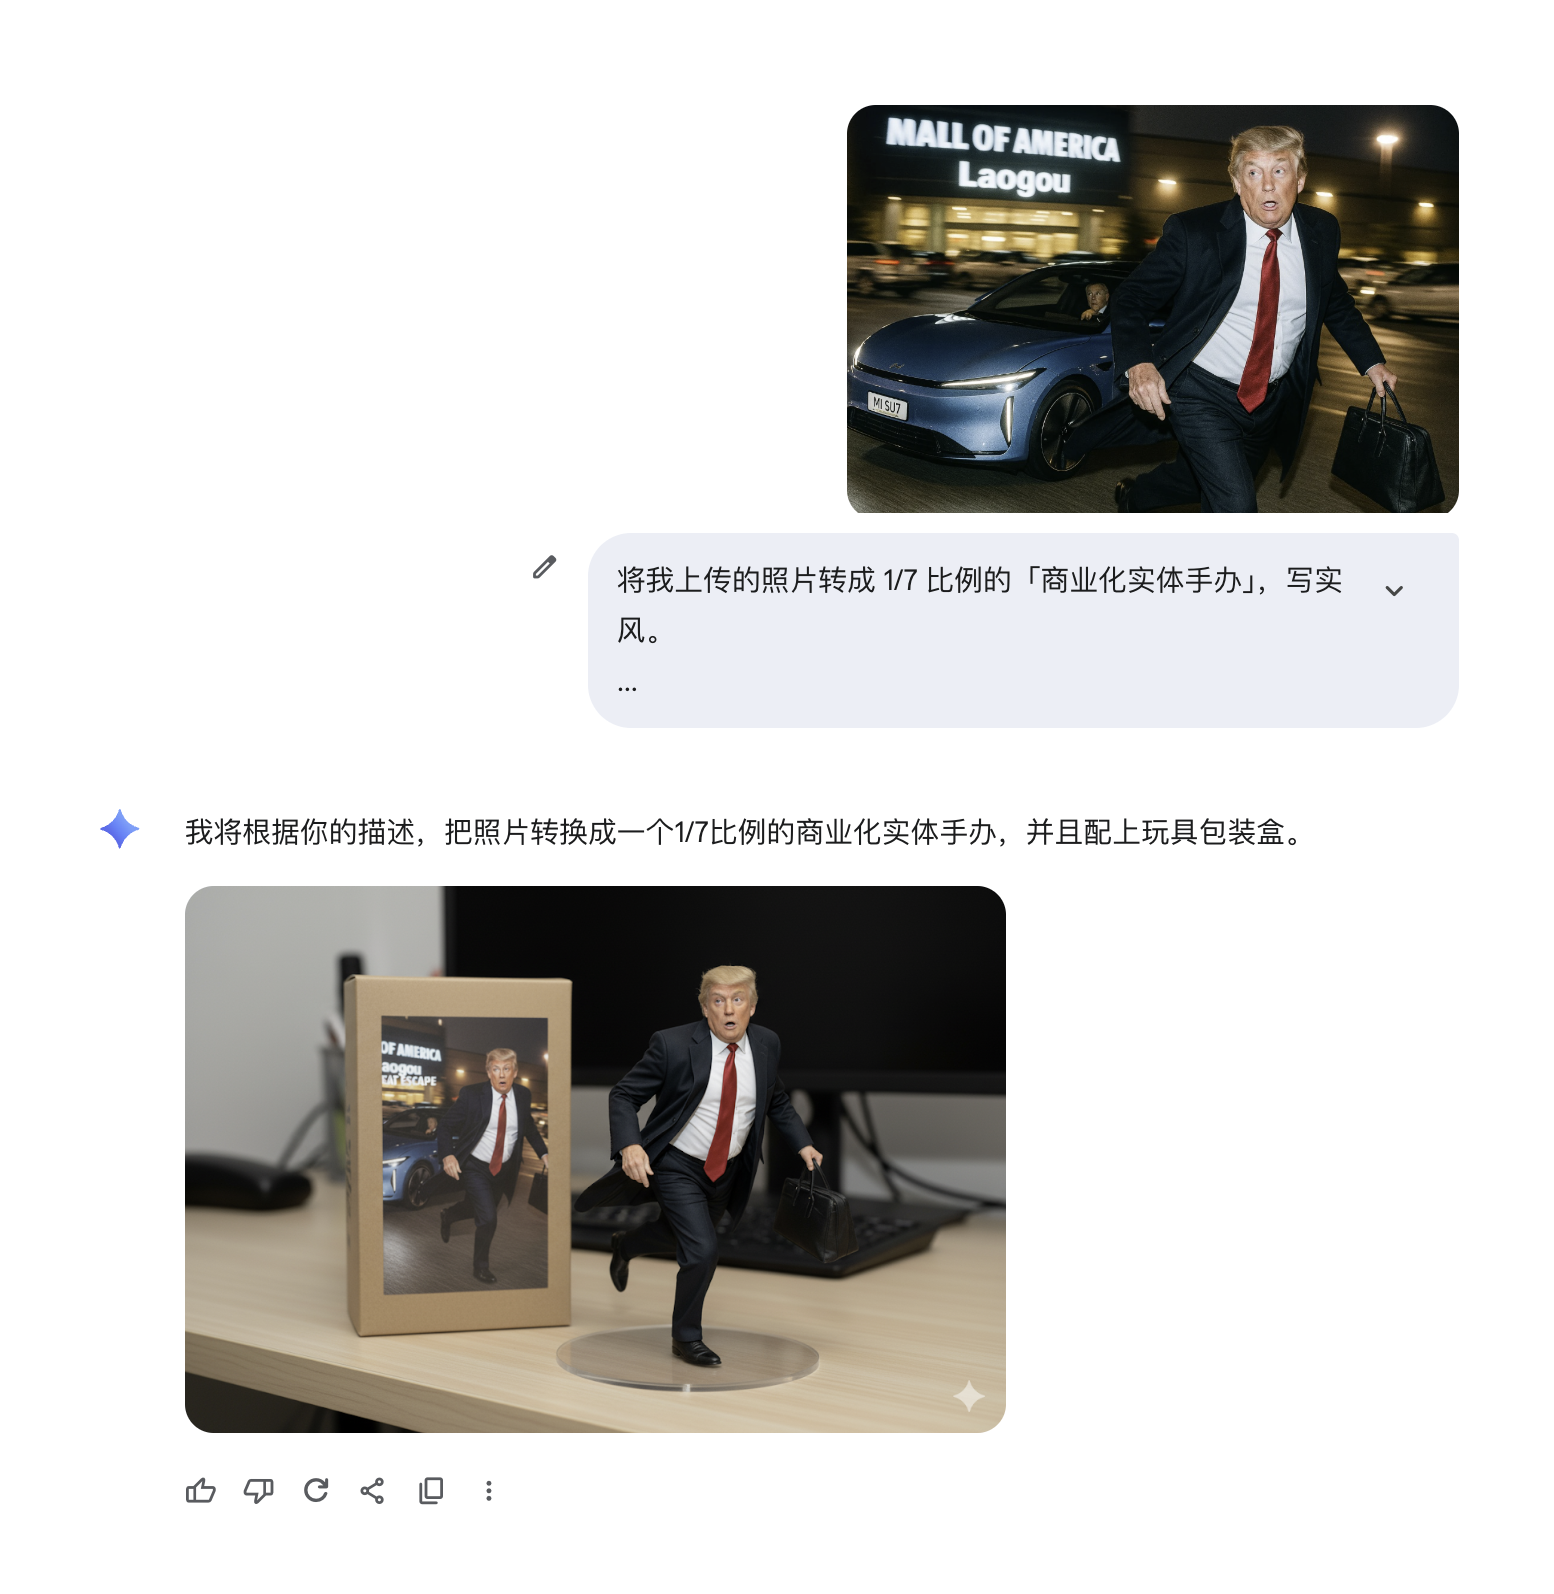 MALL OF AMERICA
Laogou
MI SU7
将我上传的照片转成 1/7 比例的「商业化实体手办」，写实
风。
...
我将根据你的描述，把照片转换成一个1/7比例的商业化实体手办，并且配上玩具包装盒。
OF AMERICA
aogou
EAT ESCAPE